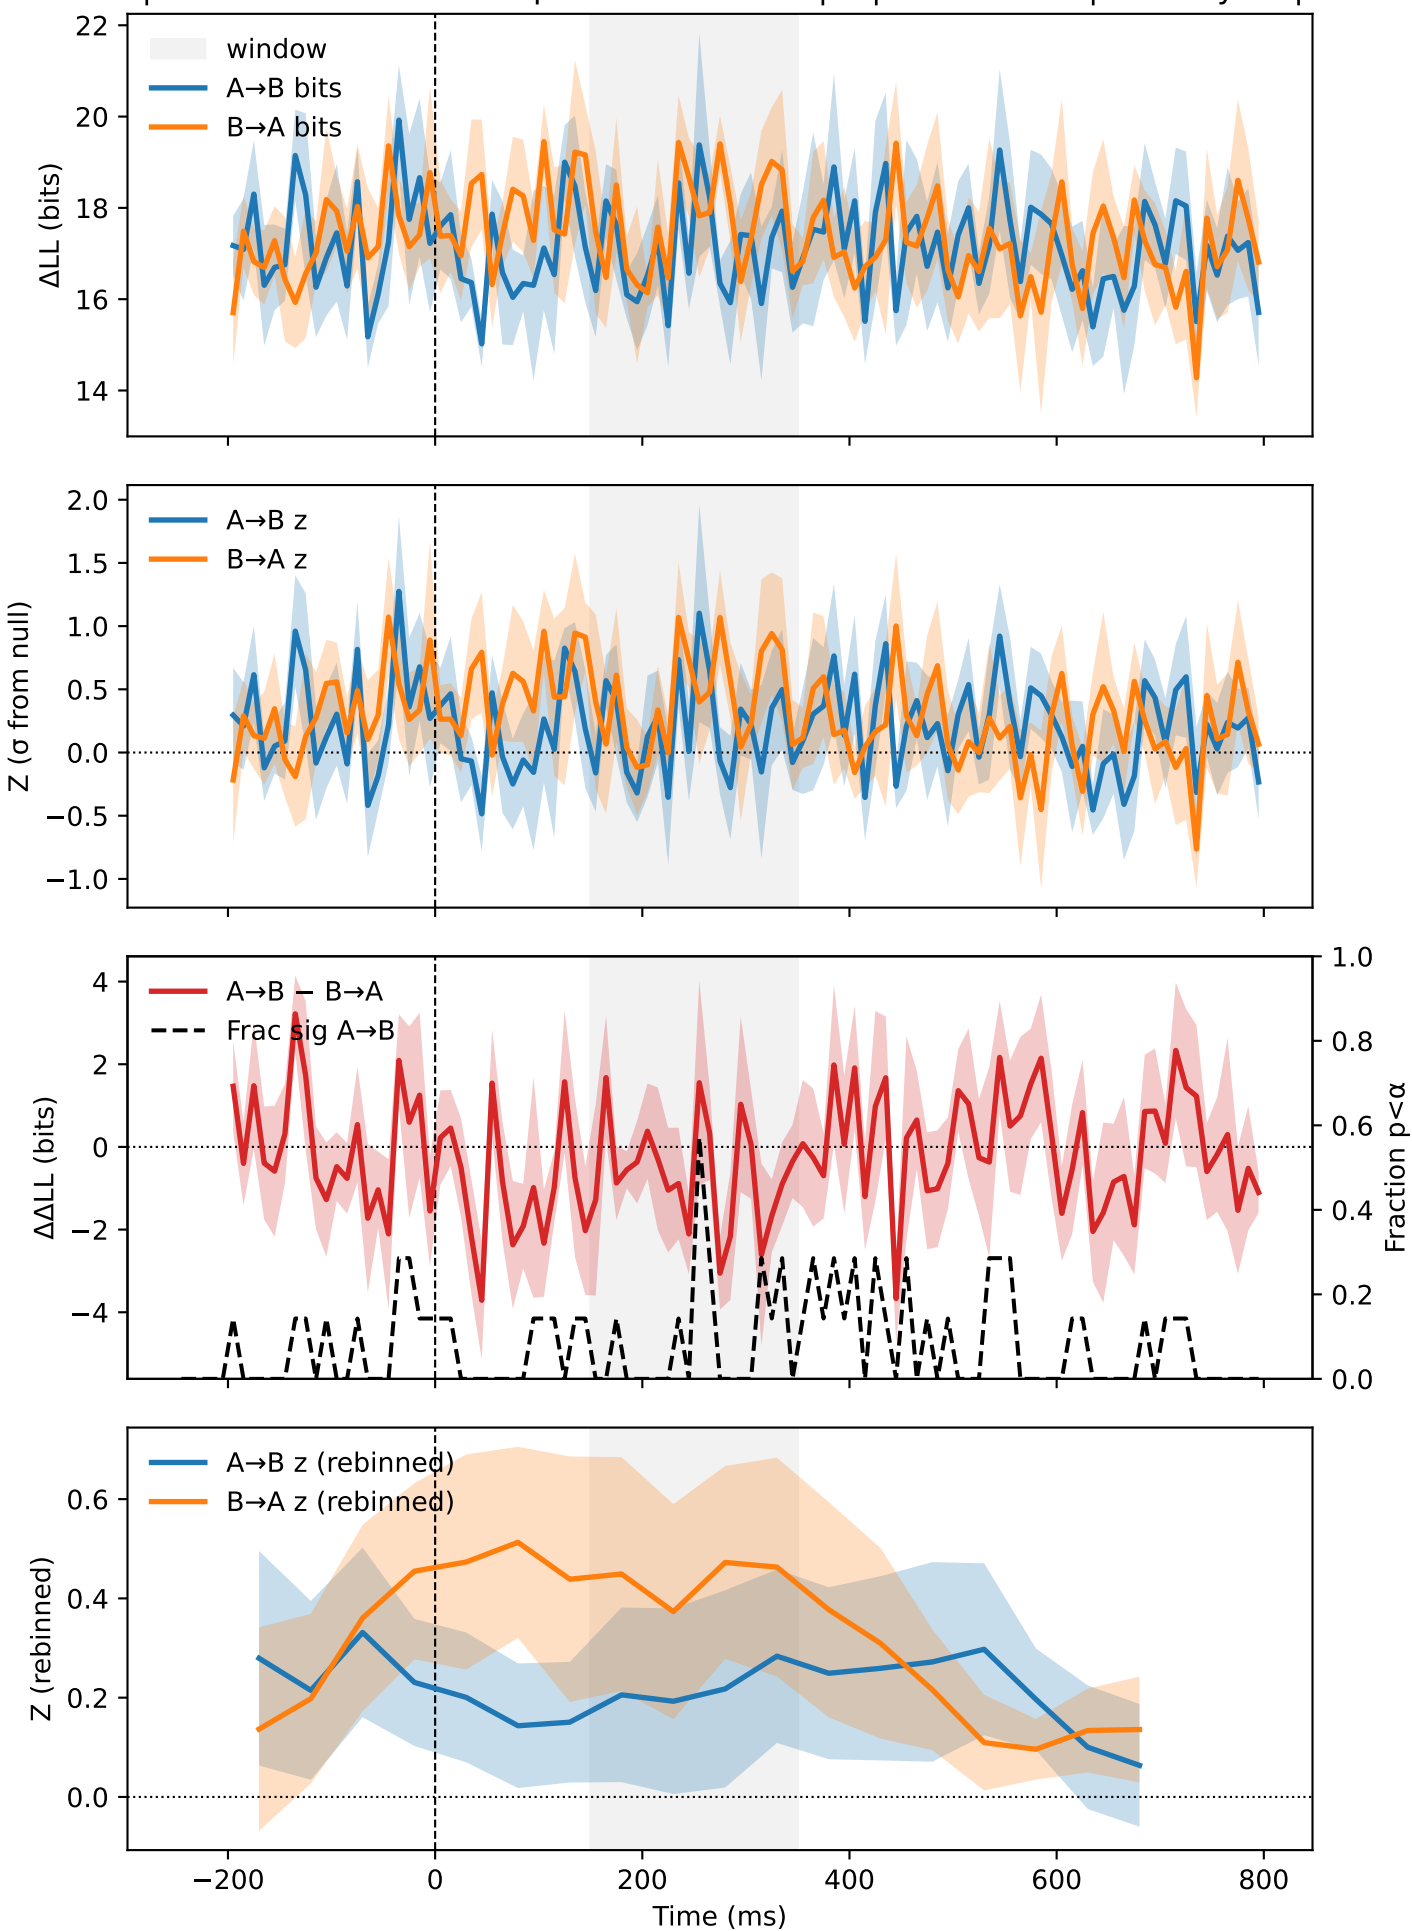 22
20
18
16
14
ΔLL (bits)
window
A→B bits
B→A bits
2.0
1.5
1.0
0.5
0.0
−0.5
−1.0
Z (σ from null)
A→B z
B→A z
4
2
0
−2
−4
ΔΔLL (bits)
A→B − B→A
Frac sig A→B
1.0
0.8
0.6
0.4
0.2
0.0
Fraction p<α
0.6
0.4
0.2
0.0
Z (rebinned)
A→B z (rebinned)
B→A z (rebinned)
−200 0 200 400 600 800
Time (ms)